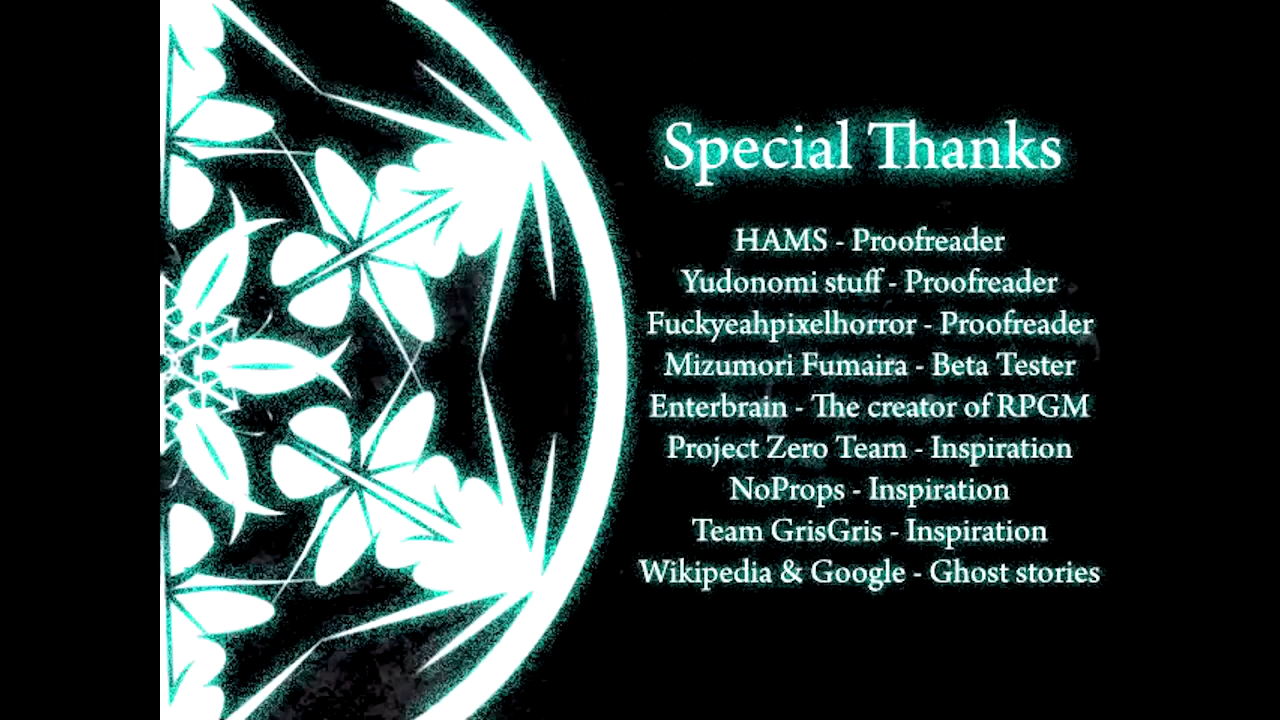 Special Thanks
HAMS - Proofreader
Yudonomi stuff - Proofreader
Fuckyeahpixelhorror - Proofreader
Mizumori Fumaira - Beta Tester
Enterbrain - The creator of RPGM
Project Zero Team - Inspiration
NoProps - Inspiration
Team GrisGris - Inspiration
Wikipedia & Google - Ghost stories